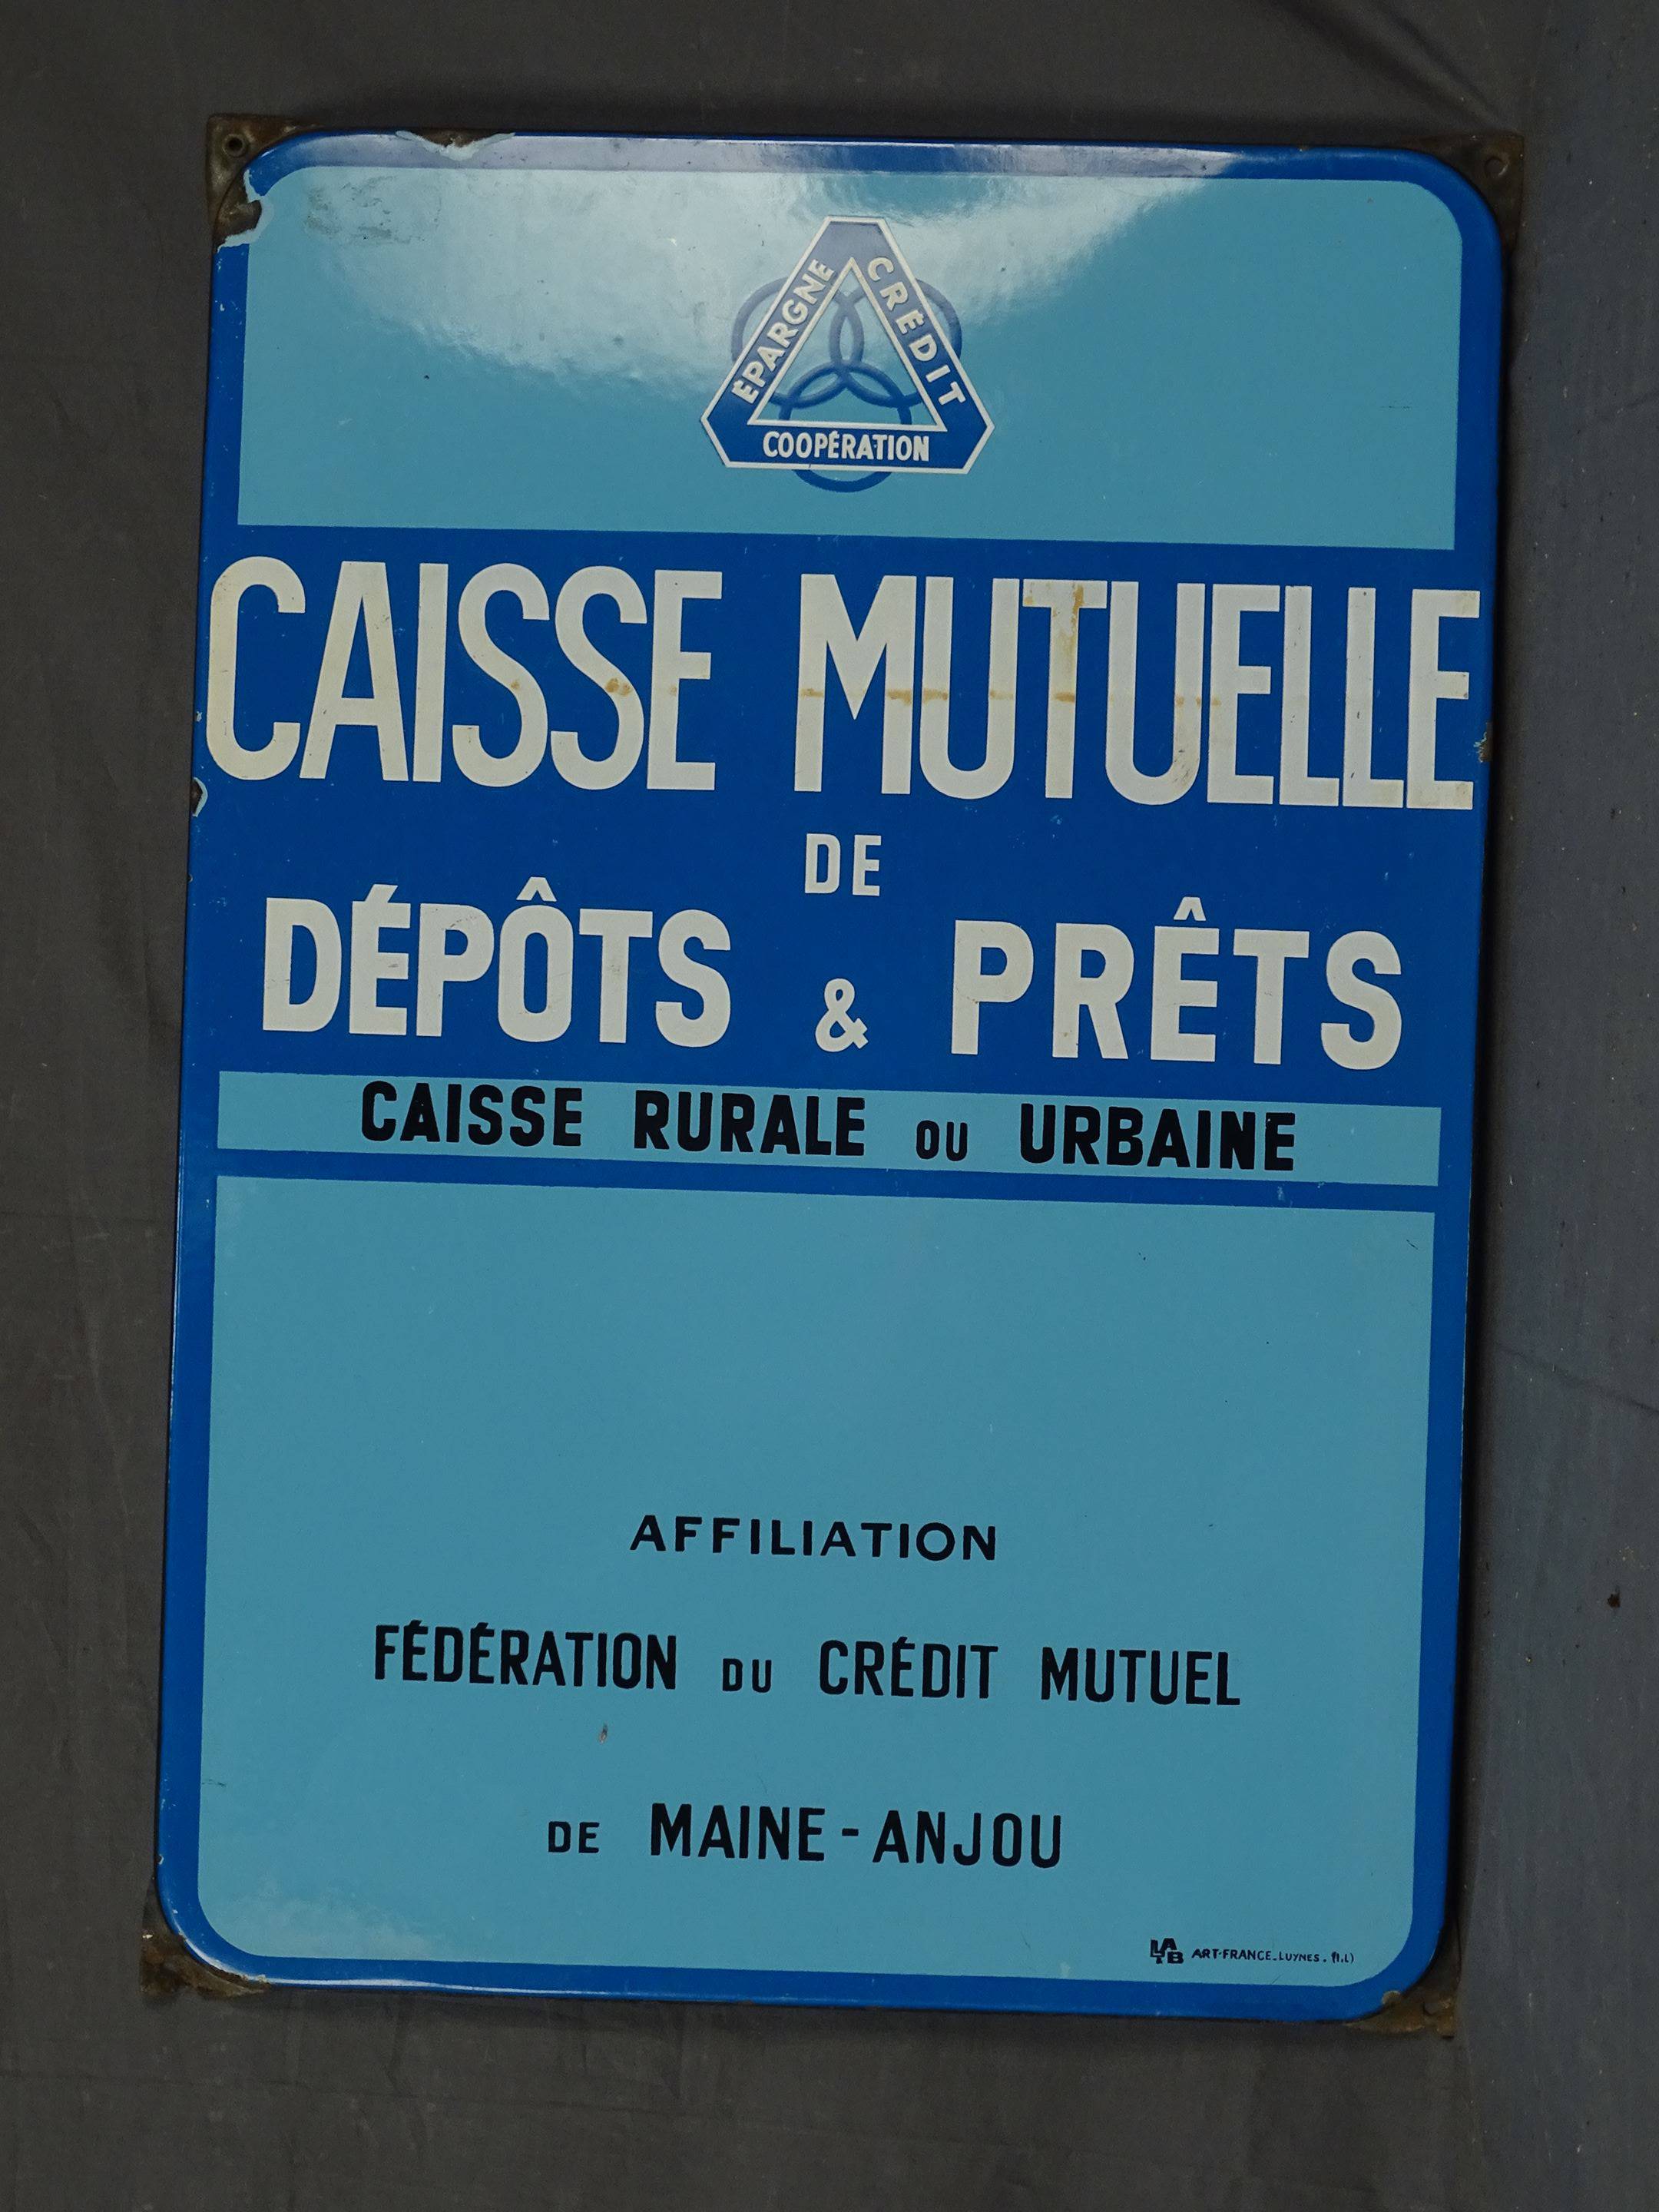 ÉPARGNE
CRÉDIT
COOPÉRATION
CAISSE MUTUELLE
DE
DÉPÔTS & PRÊTS
CAISSE RURALE OU URBAINE
AFFILIATION
FÉDÉRATION DU CRÉDIT MUTUEL
DE MAINE-ANJOU
ART-FRANCE_LUYNES.